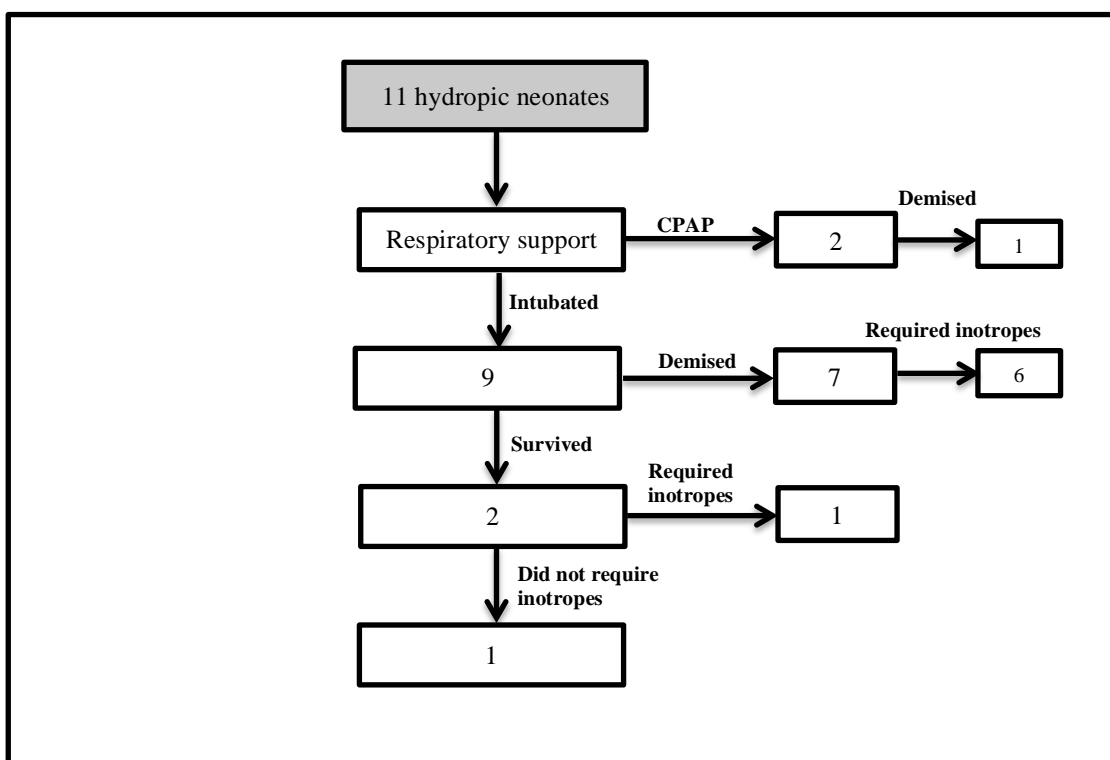 11 hydropic neonates
Demised
Respiratory support
CPAP
2
1
Intubated
Required inotropes
9
Demised
7
6
Survived
Required
inotropes
2
1
Did not require
inotropes
1